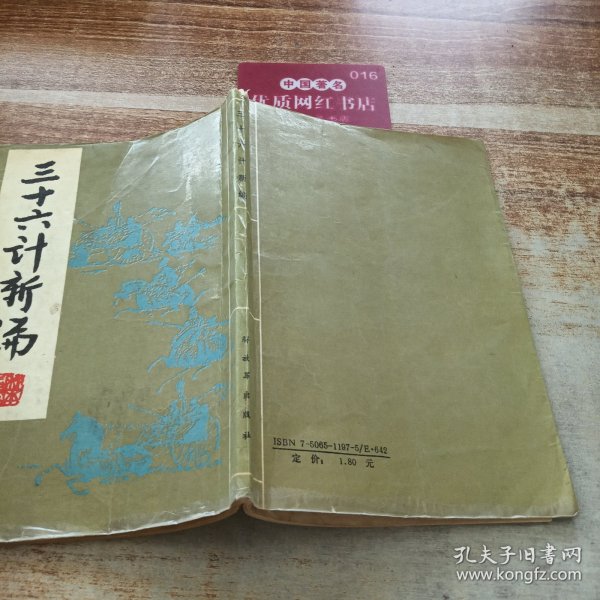 016
中国著名
优质网红书店
书店
三十六计新编
三十六计新编
解放军出版社
ISBN 7-5065-1197-5/E·642
定价： 1.80 元
孔夫子旧书网
www.kongfz.com